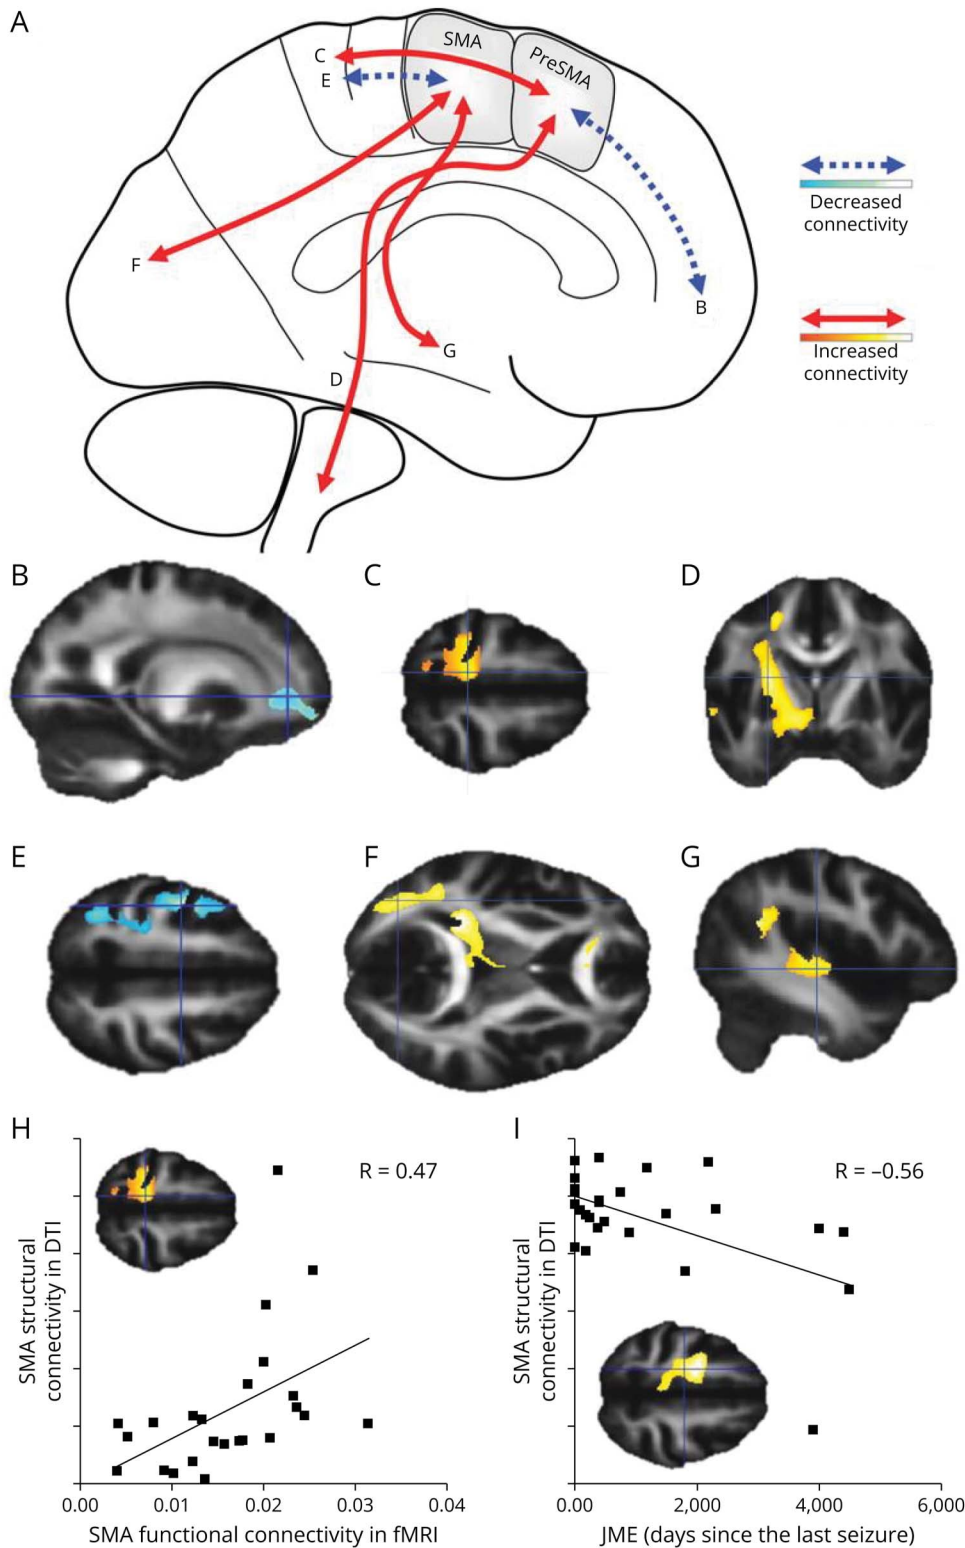 A
SMA
PreSMA
C
E
F
B
G
D
Decreased
connectivity
Increased
connectivity
B
C
D
E
F
G
H
I
R = 0.47
R = –0.56
SMA structural
connectivity in DTI
SMA structural
connectivity in DTI
0.00 0.01 0.02 0.03 0.04
0.00 2,000 4,000 6,000
SMA functional connectivity in fMRI
JME (days since the last seizure)